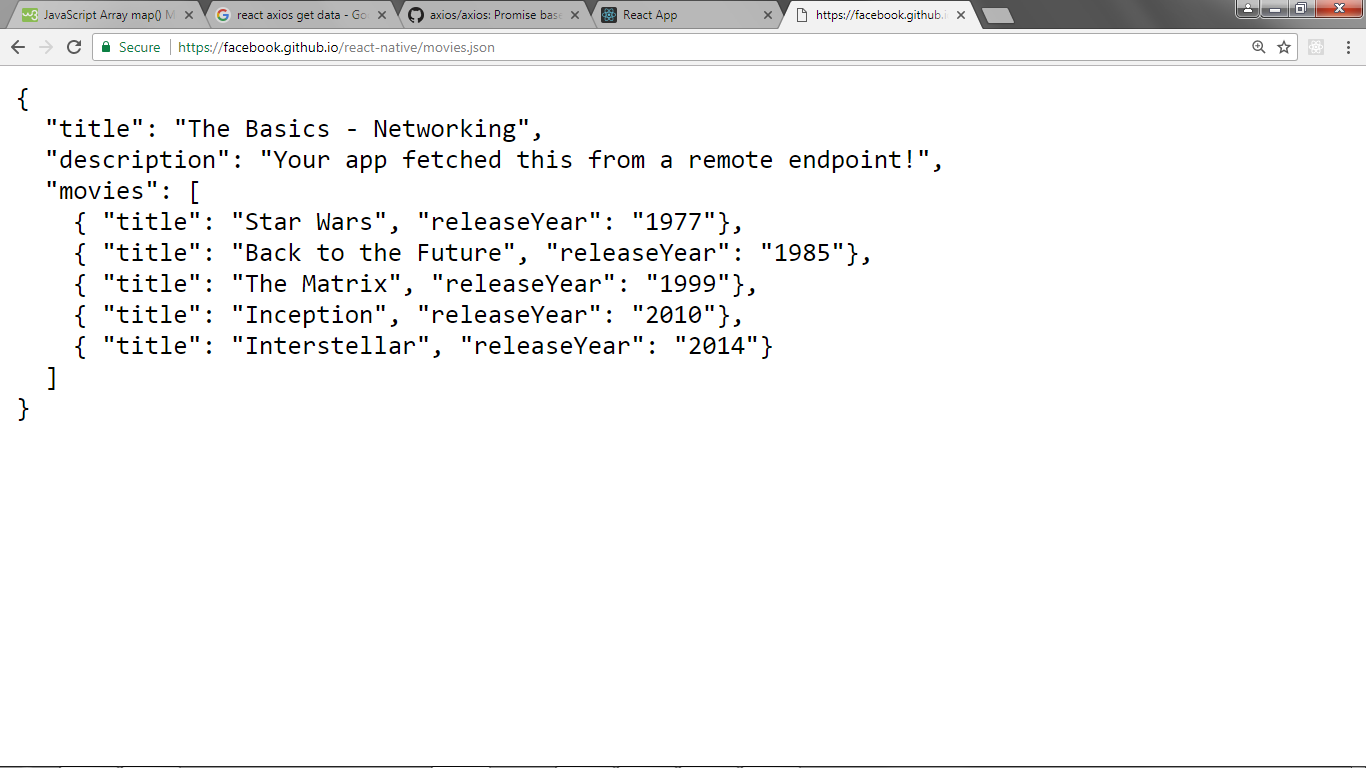 JavaScript Array map() M
react axios get data - Go
axios/axios: Promise base
React App
https://facebook.github.i
Secure
https://facebook.github.io/react-native/movies.json
{
"title": "The Basics - Networking",
"description": "Your app fetched this from a remote endpoint!",
"movies": [
{ "title": "Star Wars", "releaseYear": "1977"},
{ "title": "Back to the Future", "releaseYear": "1985"},
{ "title": "The Matrix", "releaseYear": "1999"},
{ "title": "Inception", "releaseYear": "2010"},
{ "title": "Interstellar", "releaseYear": "2014"}
]
}